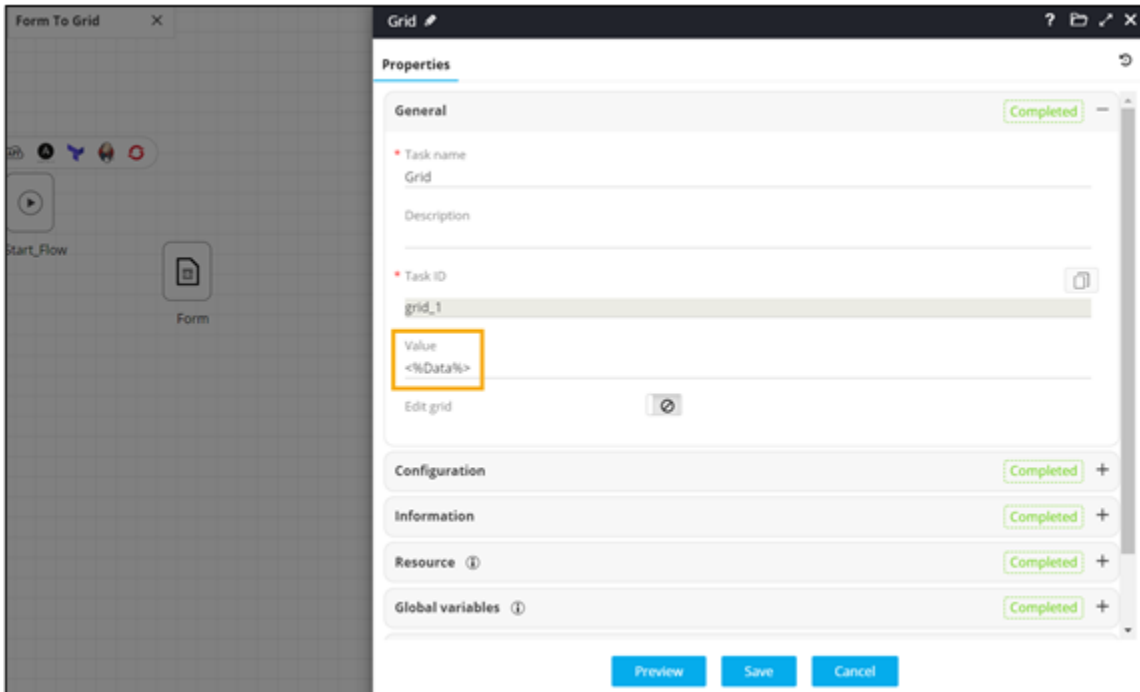 Form To Grid
Grid
Properties
General
Completed
* Task name
Grid
Description
* Task ID
grid_1
Value
<%Data%>
Edit grid
Configuration
Completed
Information
Completed
Resource
Completed
Global variables
Completed
Preview
Save
Cancel
Start_Flow
Form